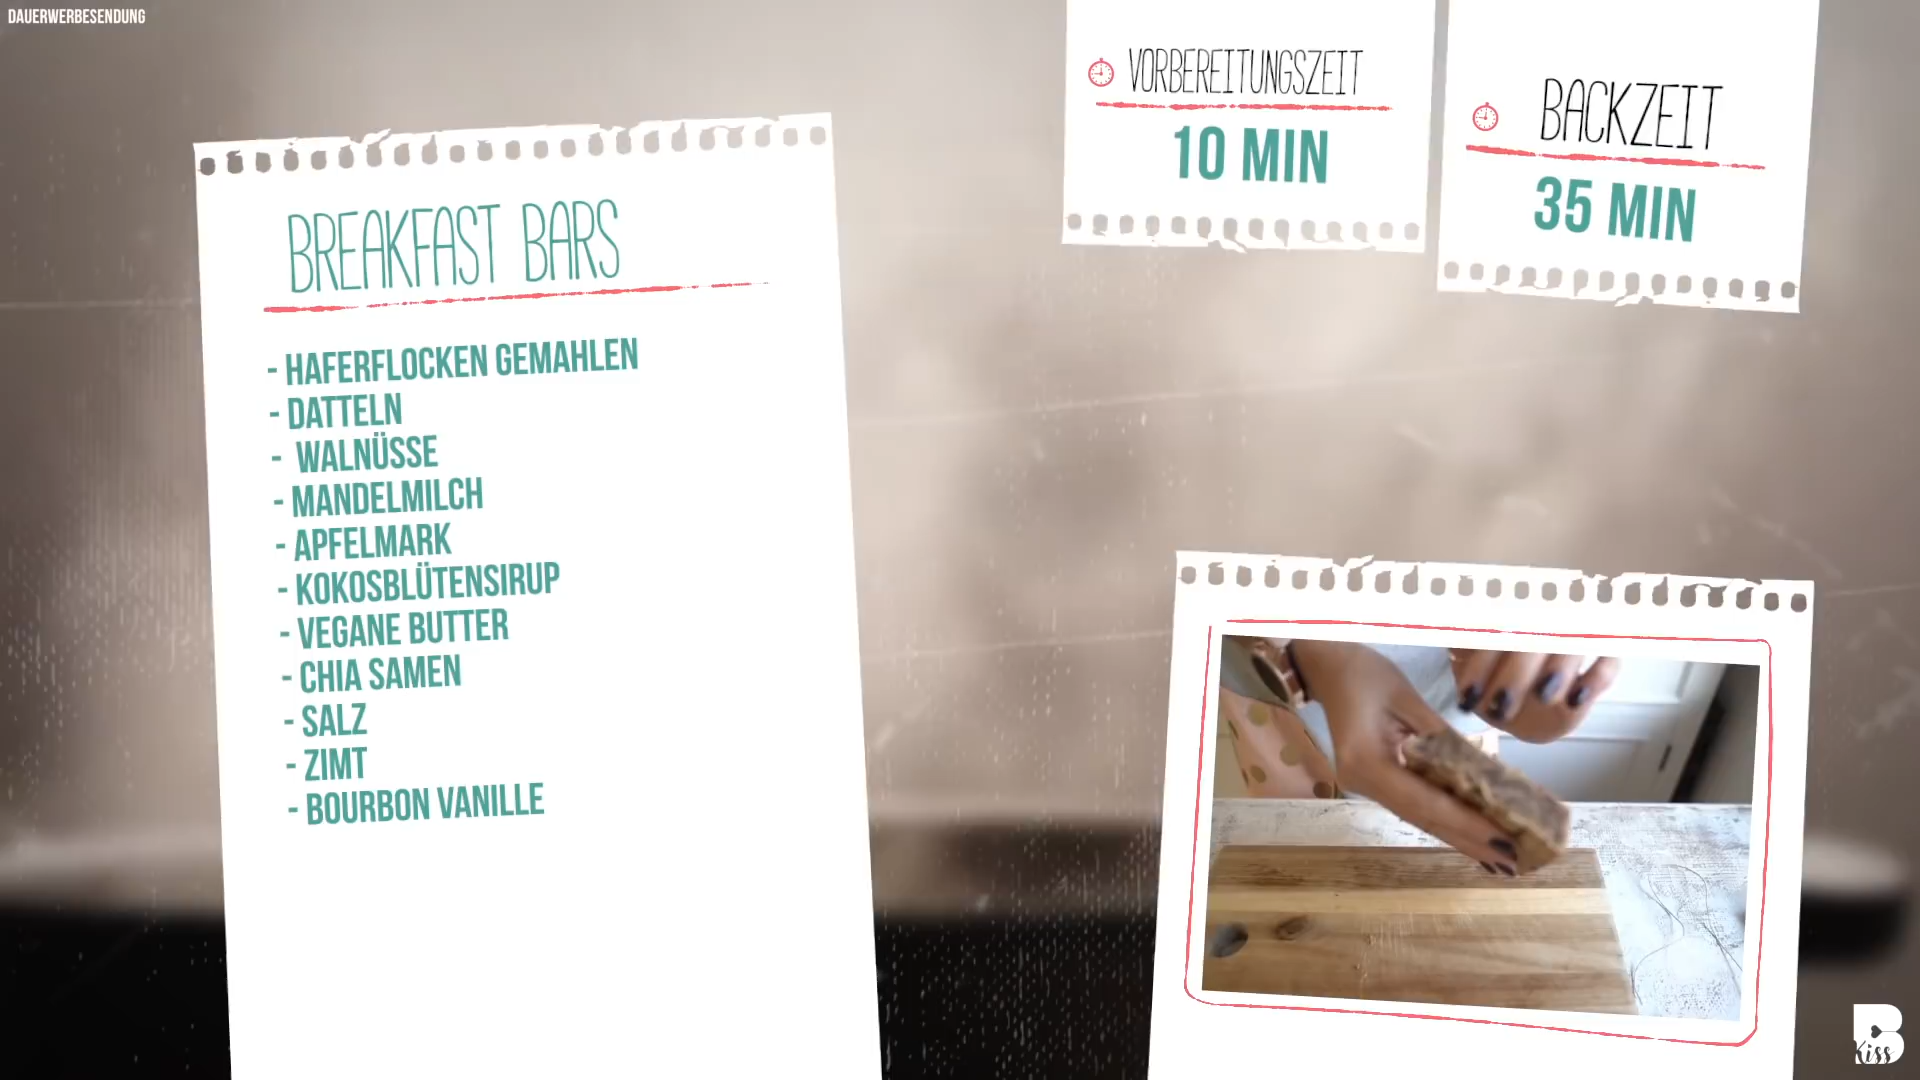 DAUERWERBESENDUNG
BREAKFAST BARS
- HAFERFLOCKEN GEMAHLEN
- DATTELN
- WALNÜSSE
- MANDELMILCH
- APFELMARK
- KOKOSBLÜTENSIRUP
- VEGANE BUTTER
- CHIA SAMEN
- SALZ
- ZIMT
- BOURBON VANILLE
VORBEREITUNGSZEIT
10 MIN
BACKZEIT
35 MIN
B
Kiss